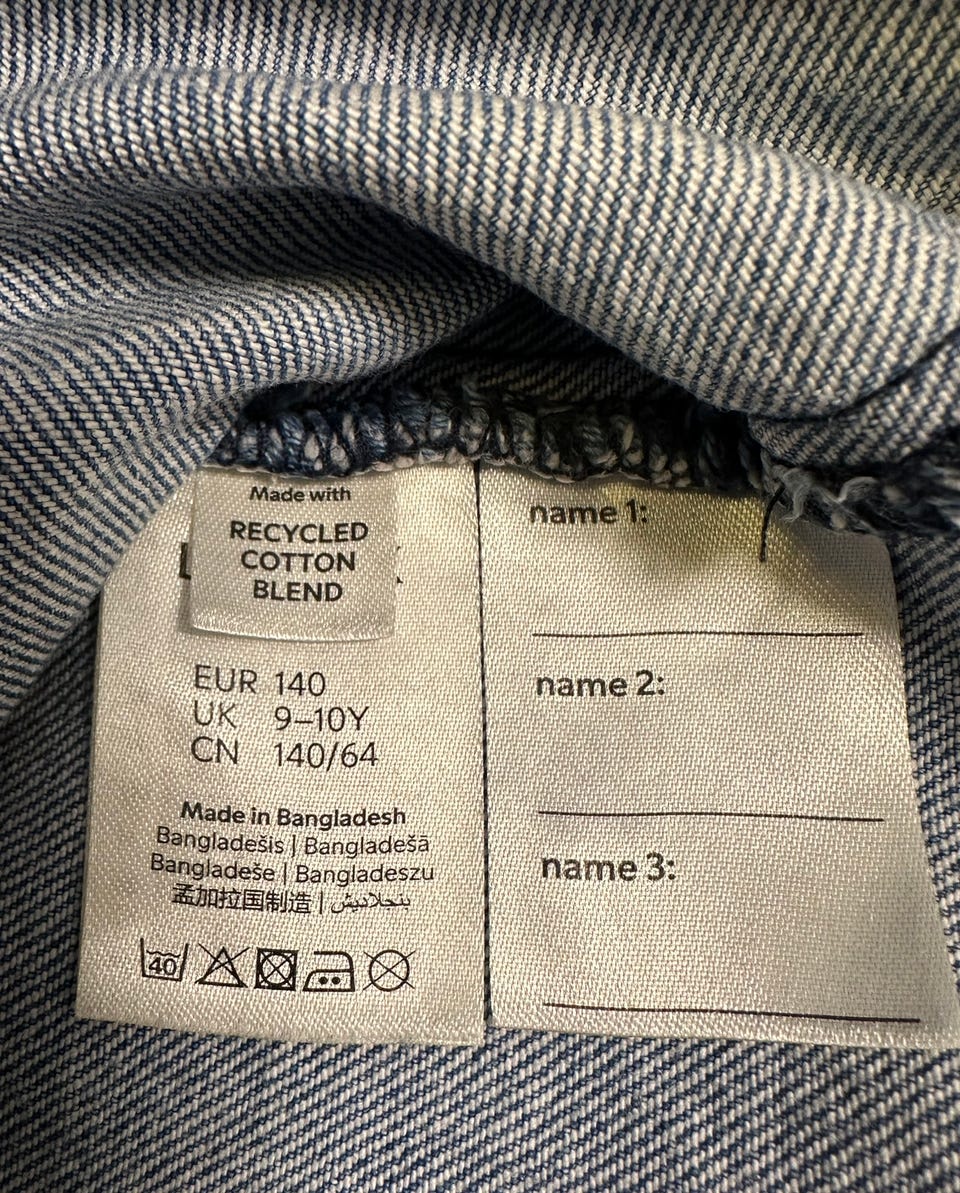 Made with
RECYCLED
COTTON
BLEND
EUR 140
UK 9–10Y
CN 140/64
Made in Bangladesh
Bangladešis | Bangladešā
Bangladeše | Bangladeszu
孟加拉国制造 | بنجلاديش
40
name 1:
name 2:
name 3: